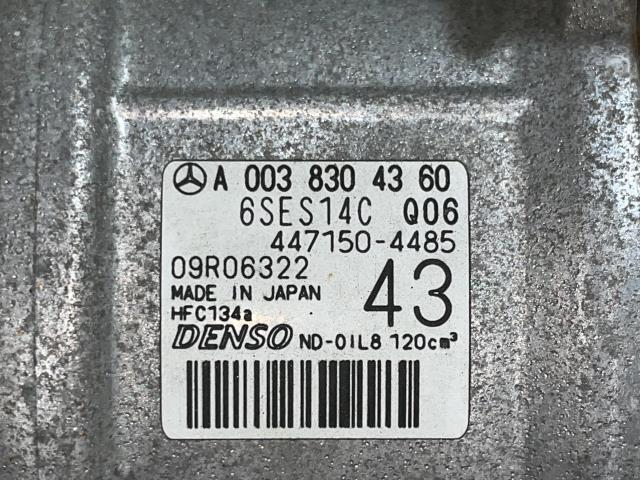 A 003 830 43 60
6SES14C Q06
447150-4485
09R06322
MADE IN JAPAN 43
HFC134a
DENSO ND-OIL8 120cm³